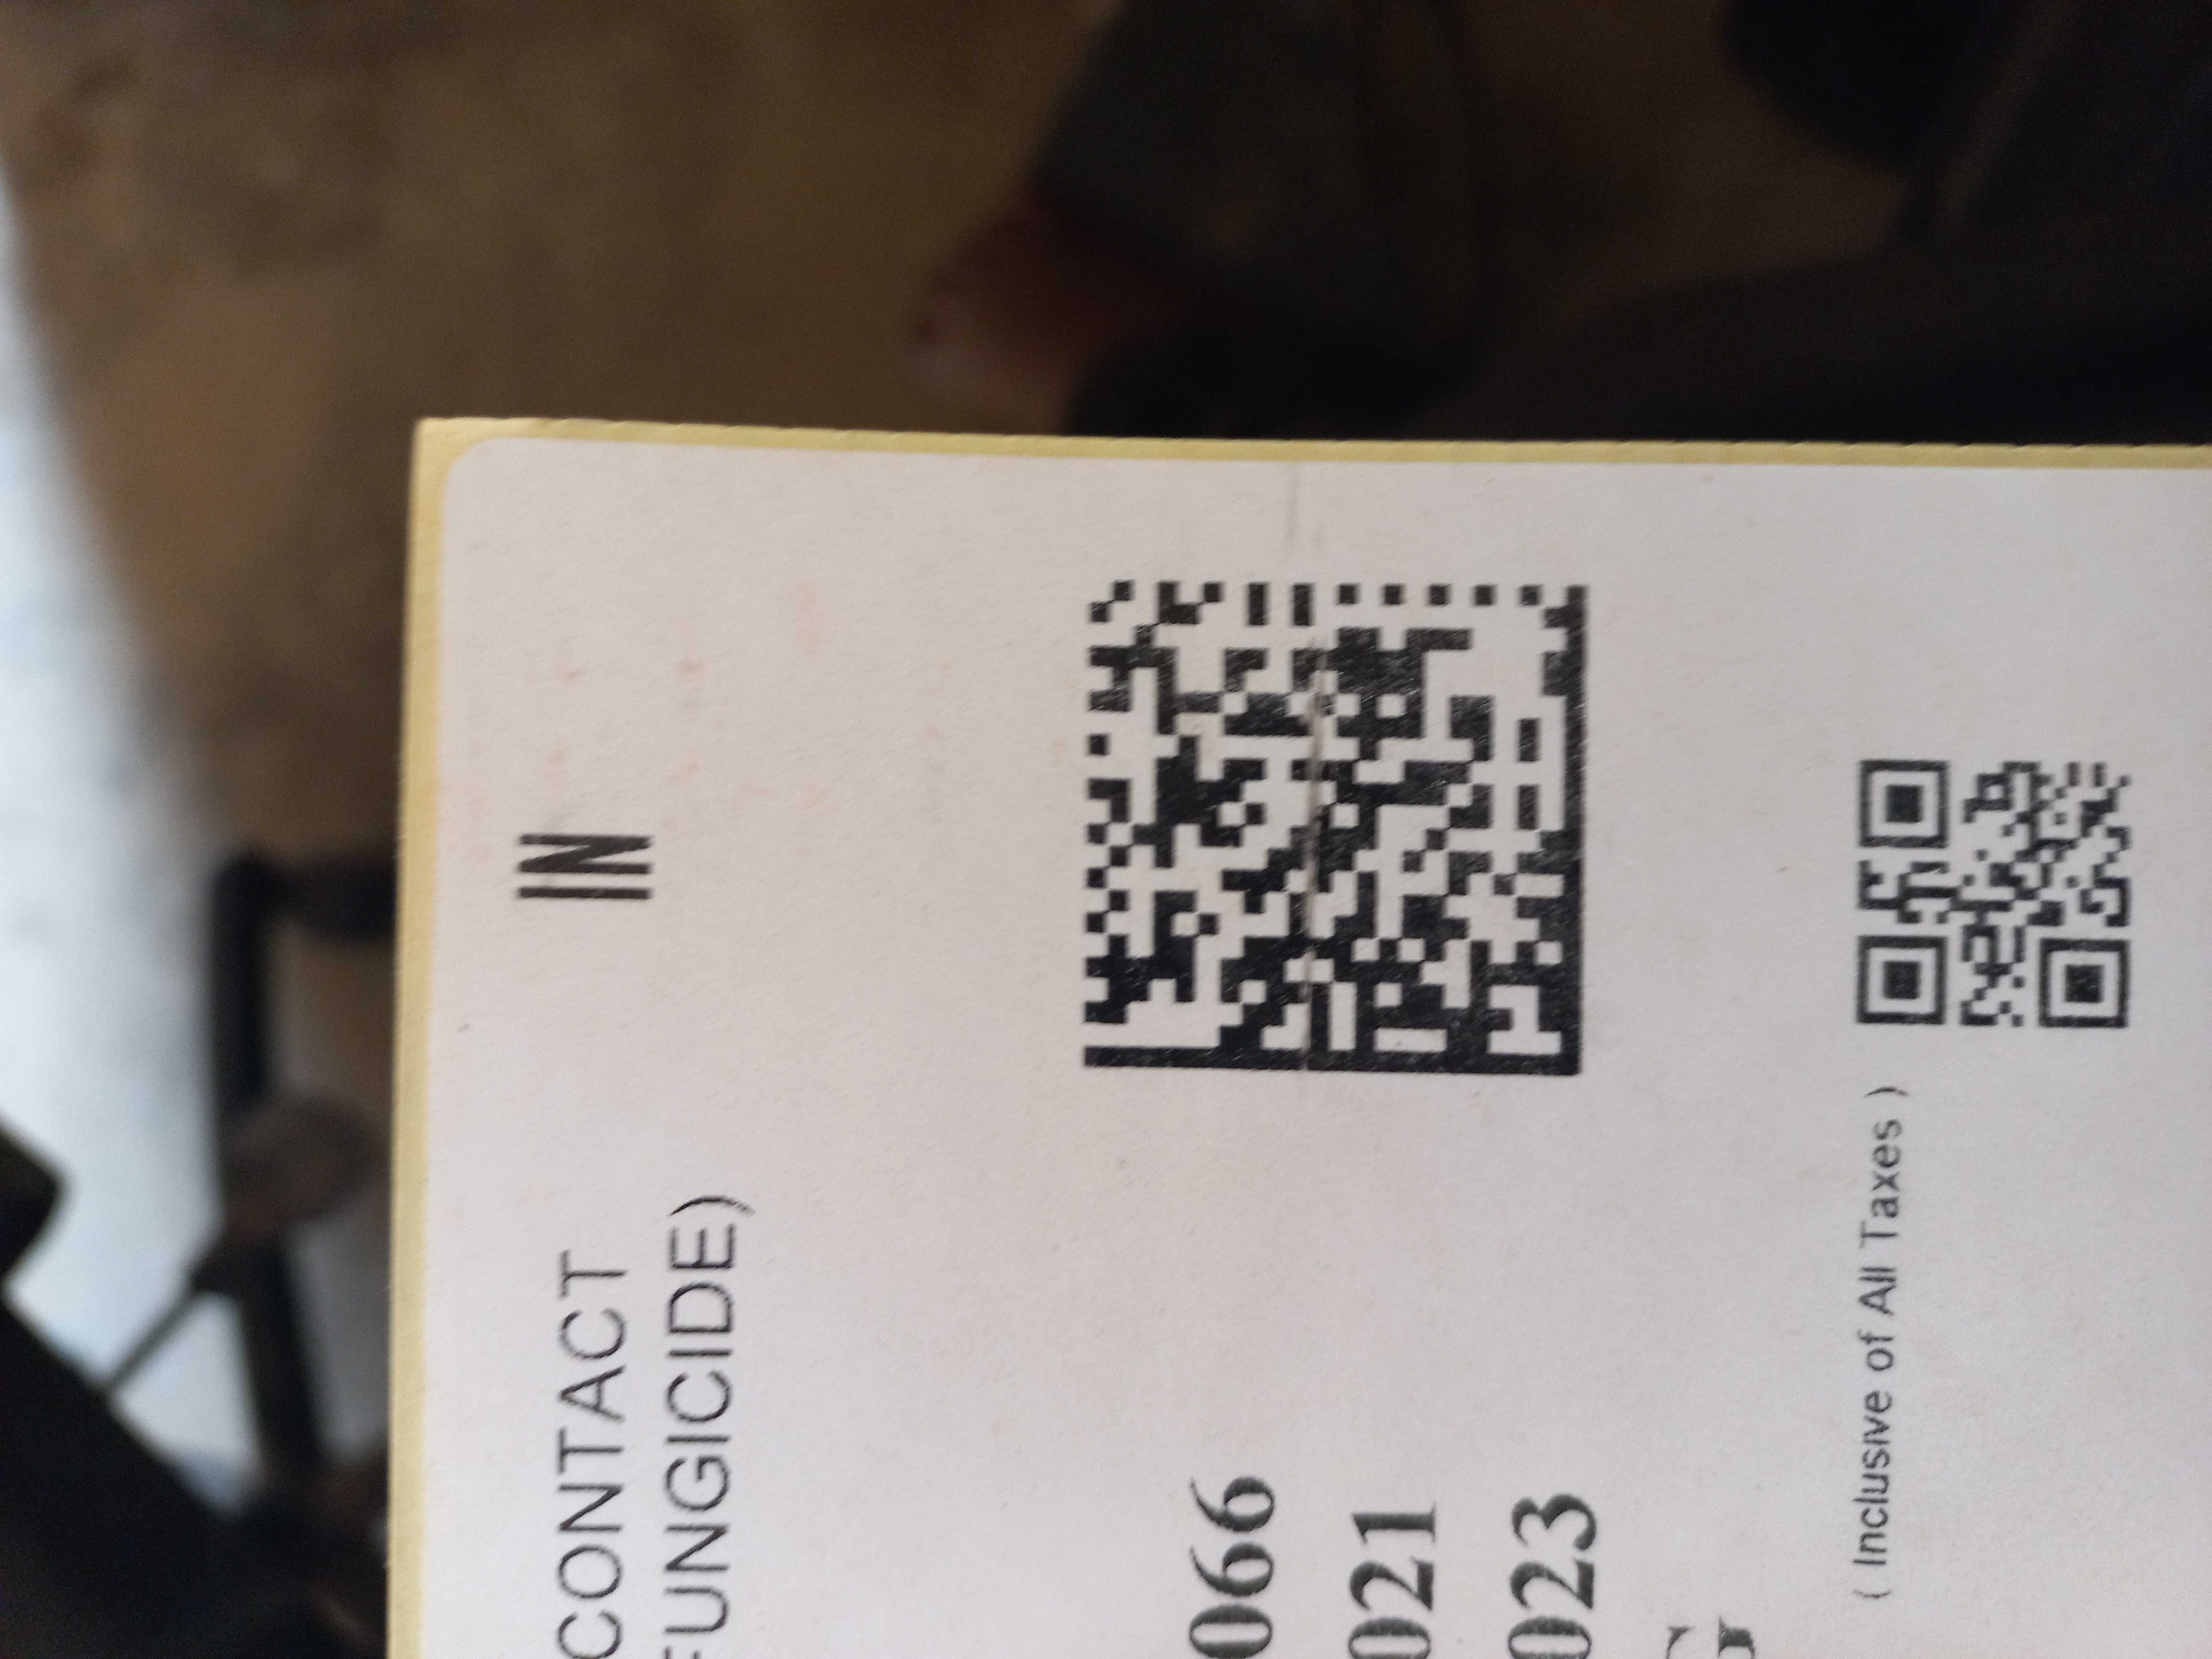 IN
CONTACT
FUNGICIDE)
066
021
023
( Inclusive of All Taxes )